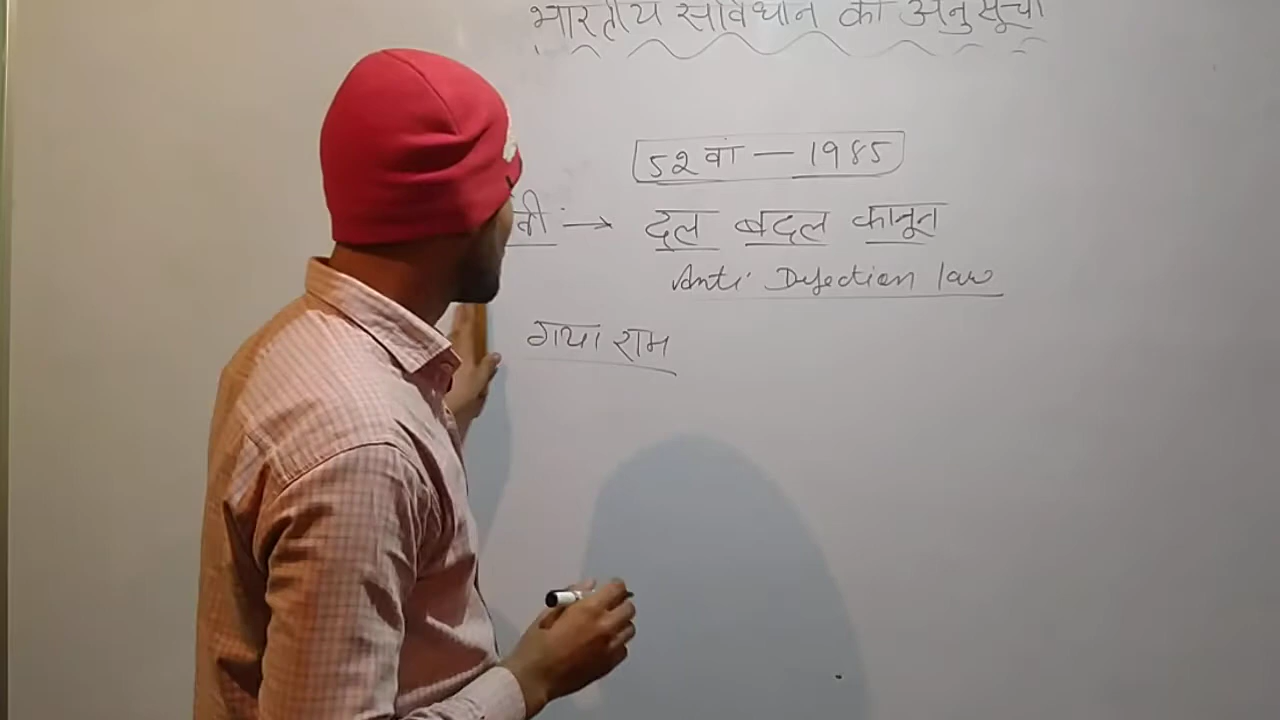 भारतीय संविधान की अनुसूची
52 वां — 1985
वी :→ दल बदल कानून
Anti Defection law
गया राम